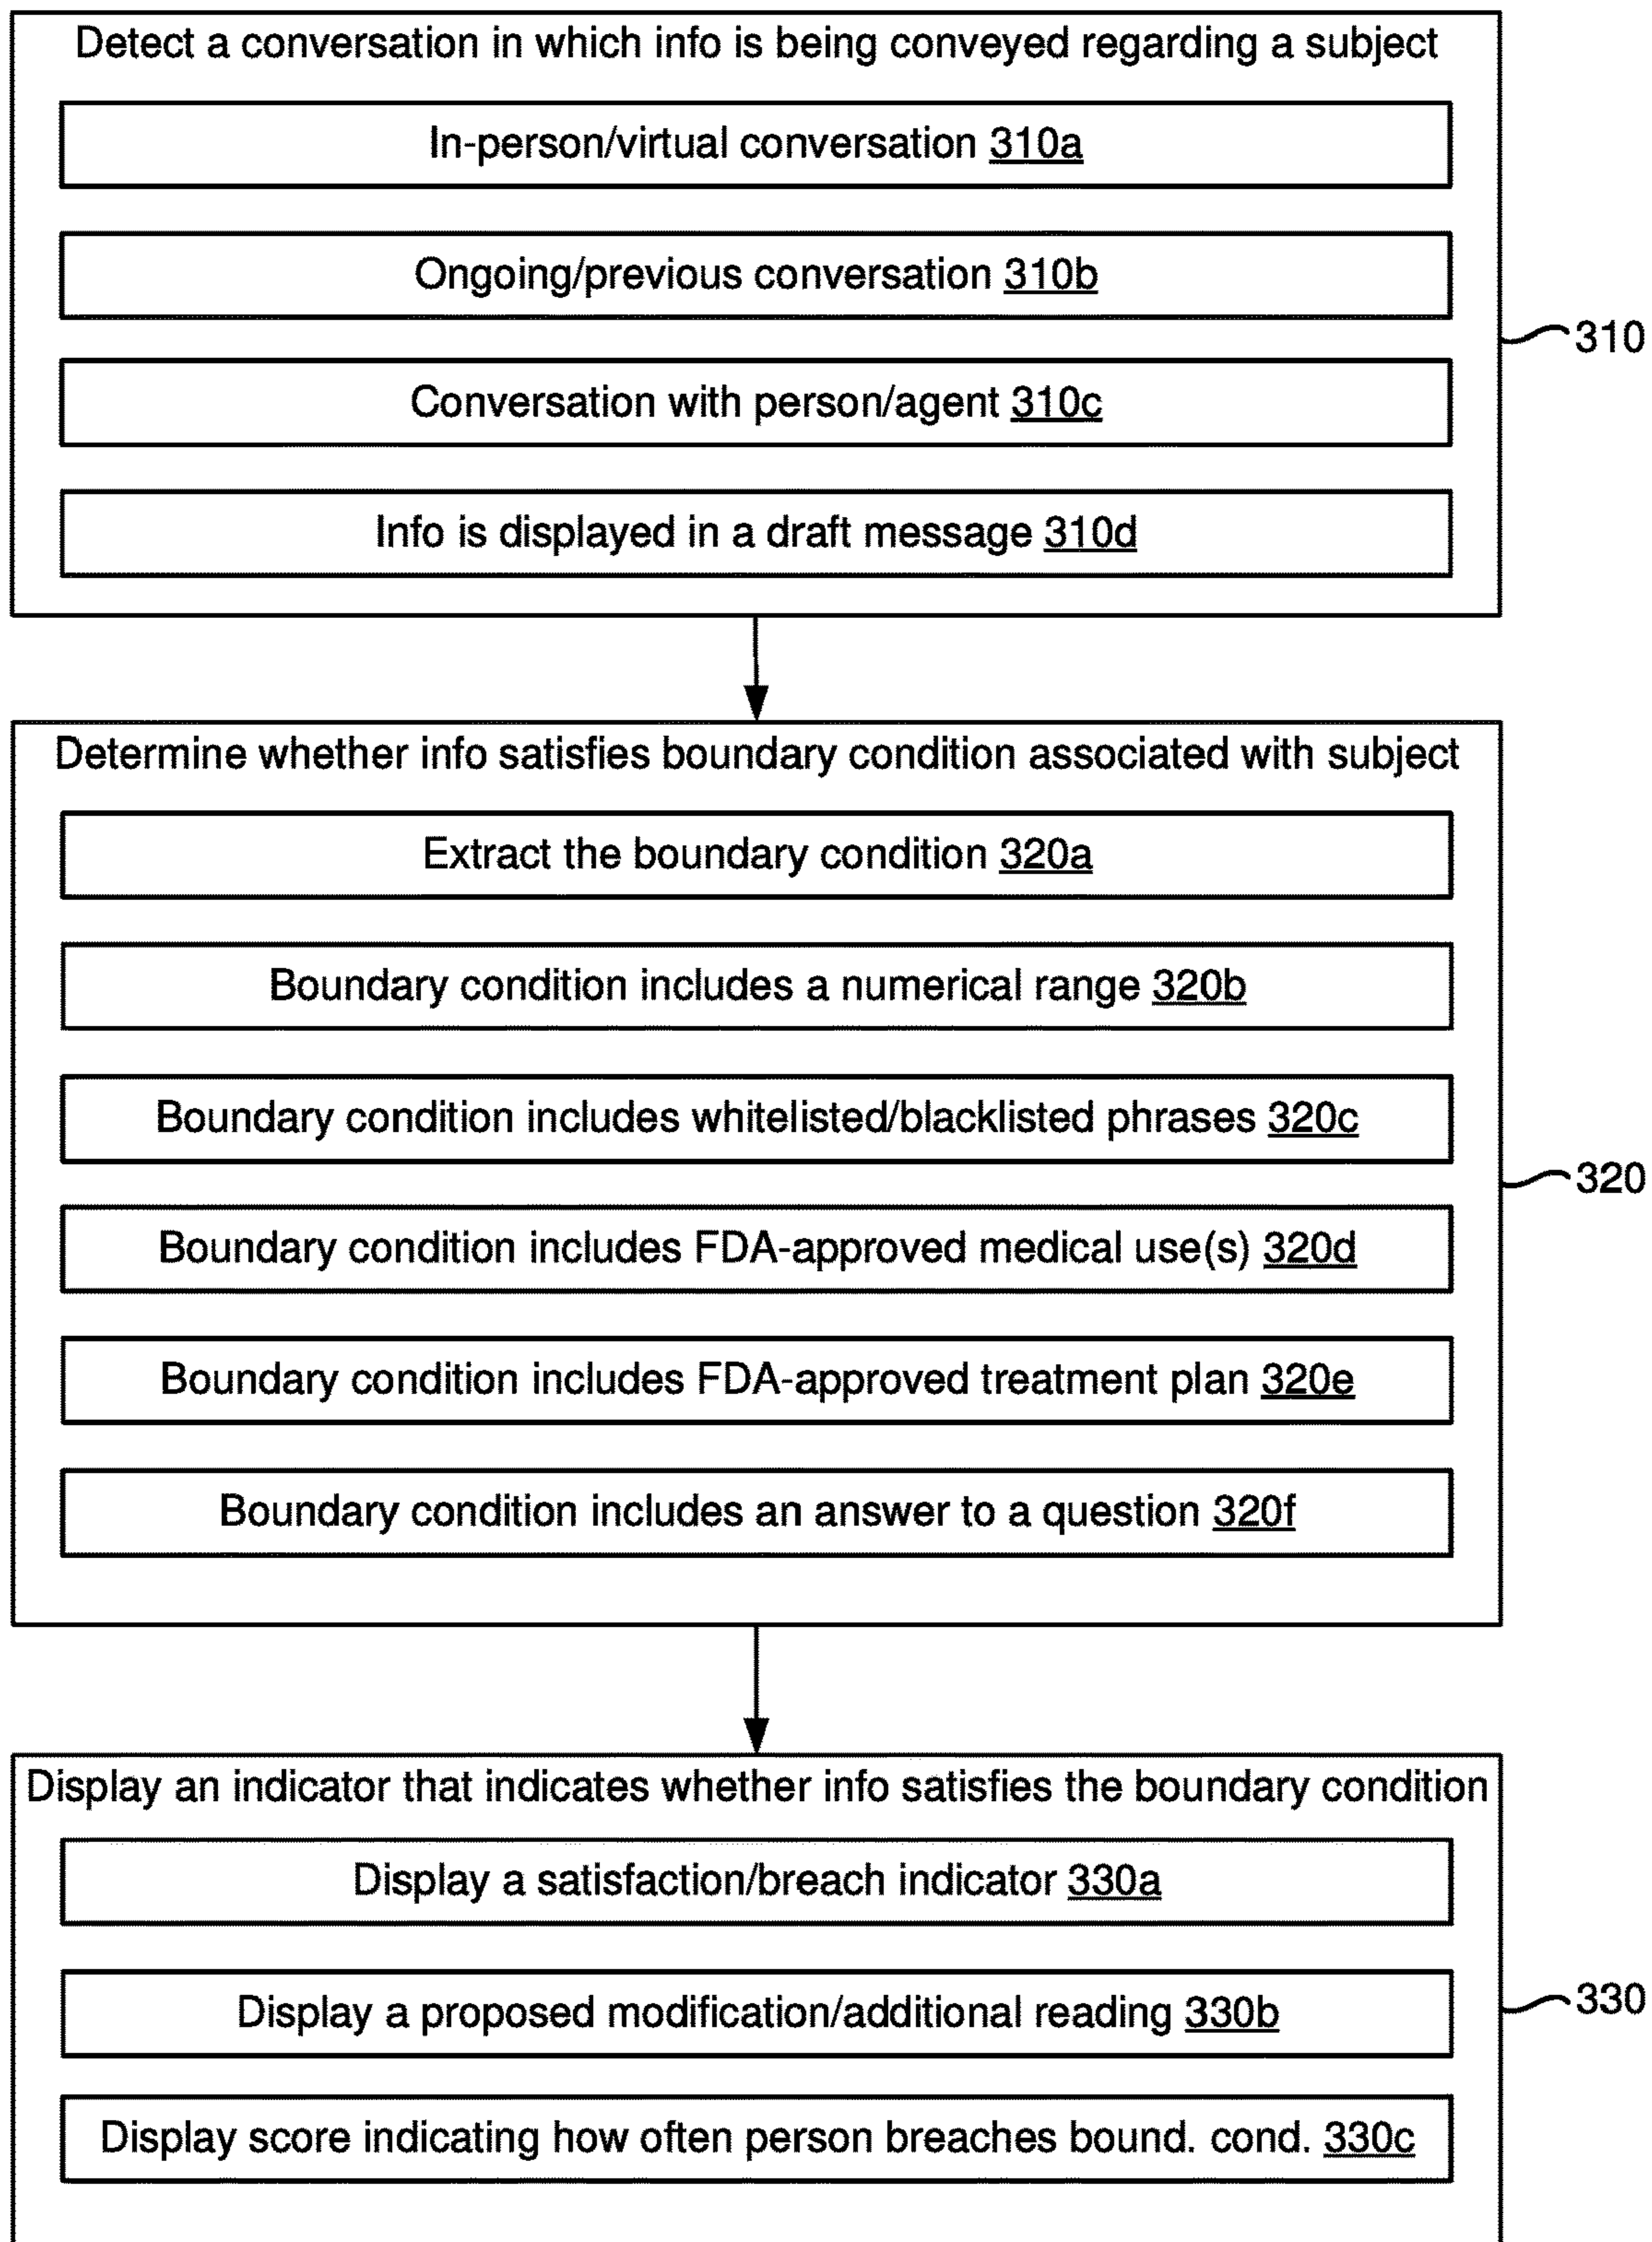 Detect a conversation in which info is being conveyed regarding a subject
In-person/virtual conversation 310a
Ongoing/previous conversation 310b
310
Conversation with person/agent 310c
Info is displayed in a draft message 310d
Determine whether info satisfies boundary condition associated with subject
Extract the boundary condition 320a
Boundary condition includes a numerical range 320b
Boundary condition includes whitelisted/blacklisted phrases 320c
320
Boundary condition includes FDA-approved medical use(s) 320d
Boundary condition includes FDA-approved treatment plan 320e
Boundary condition includes an answer to a question 320f
Display an indicator that indicates whether info satisfies the boundary condition
Display a satisfaction/breach indicator 330a
Display a proposed modification/additional reading 330b
330
Display score indicating how often person breaches bound. cond. 330c